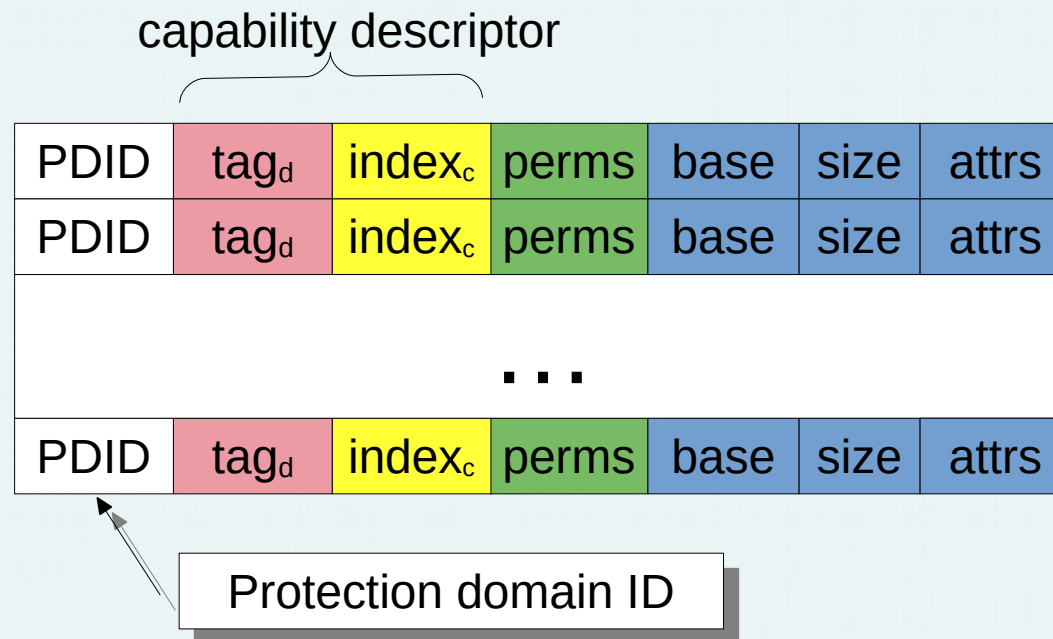 capability descriptor
PDID tagd indexc perms base size attrs
PDID tagd indexc perms base size attrs
...
PDID tagd indexc perms base size attrs
Protection domain ID